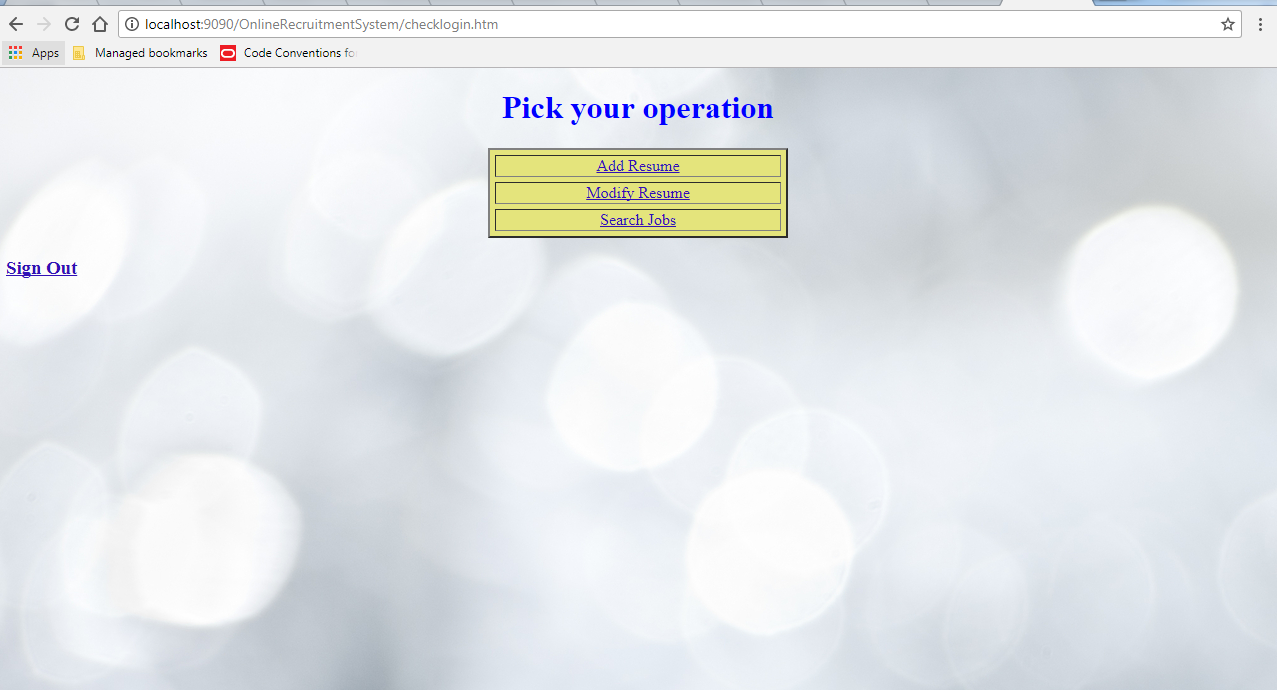 localhost:9090/OnlineRecruitmentSystem/checklogin.htm
Apps Managed bookmarks Code Conventions fo
Pick your operation
Add Resume
Modify Resume
Search Jobs
Sign Out